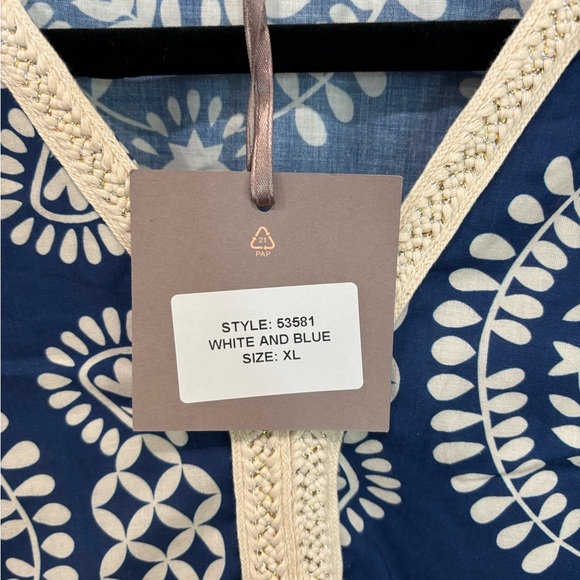 21
PAP
STYLE: 53581
WHITE AND BLUE
SIZE: XL